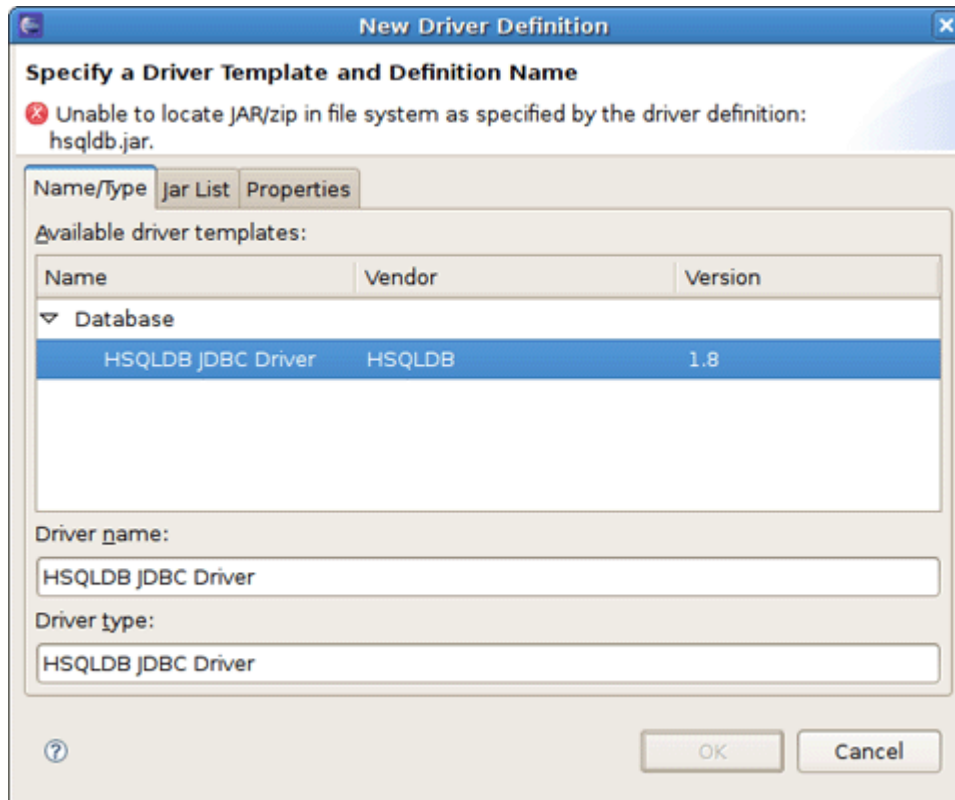 New Driver Definition
Specify a Driver Template and Definition Name
Unable to locate JAR/zip in file system as specified by the driver definition:
hsqldb.jar.
Name/Type Jar List Properties
Available driver templates:
Name Vendor Version
Database
HSQLDB JDBC Driver HSQLDB 1.8
Driver name:
HSQLDB JDBC Driver
Driver type:
HSQLDB JDBC Driver
OK Cancel